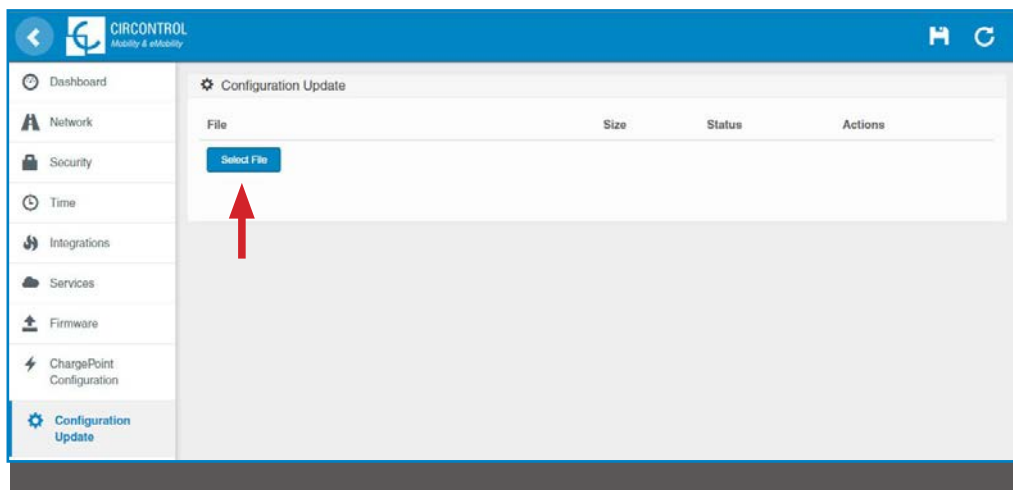 CIRCONTROL
Mobility & eMobility
Dashboard
Network
Security
Time
Integrations
Services
Firmware
ChargePoint
Configuration
Configuration
Update
Configuration Update
File Size Status Actions
Select File